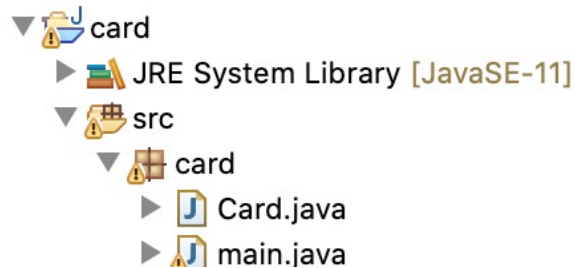 card
JRE System Library [JavaSE-11]
src
card
Card.java
main.java